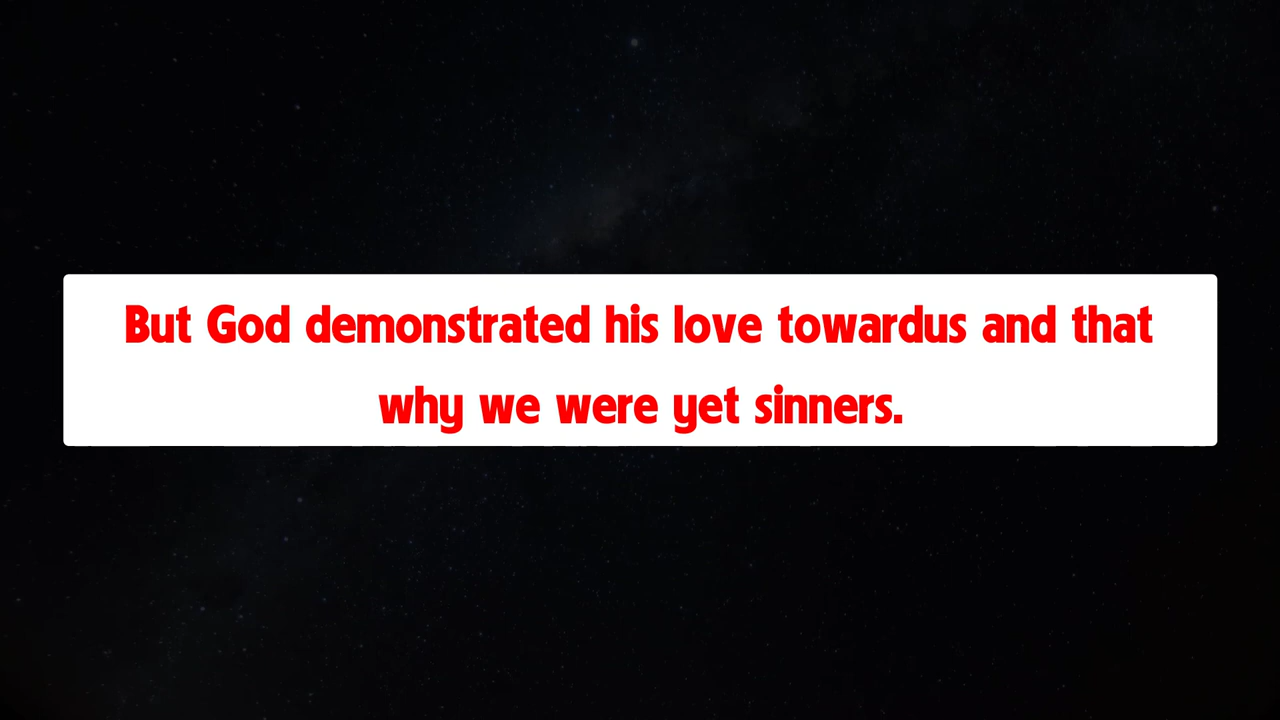 But God demonstrated his love towardus and that
why we were yet sinners.